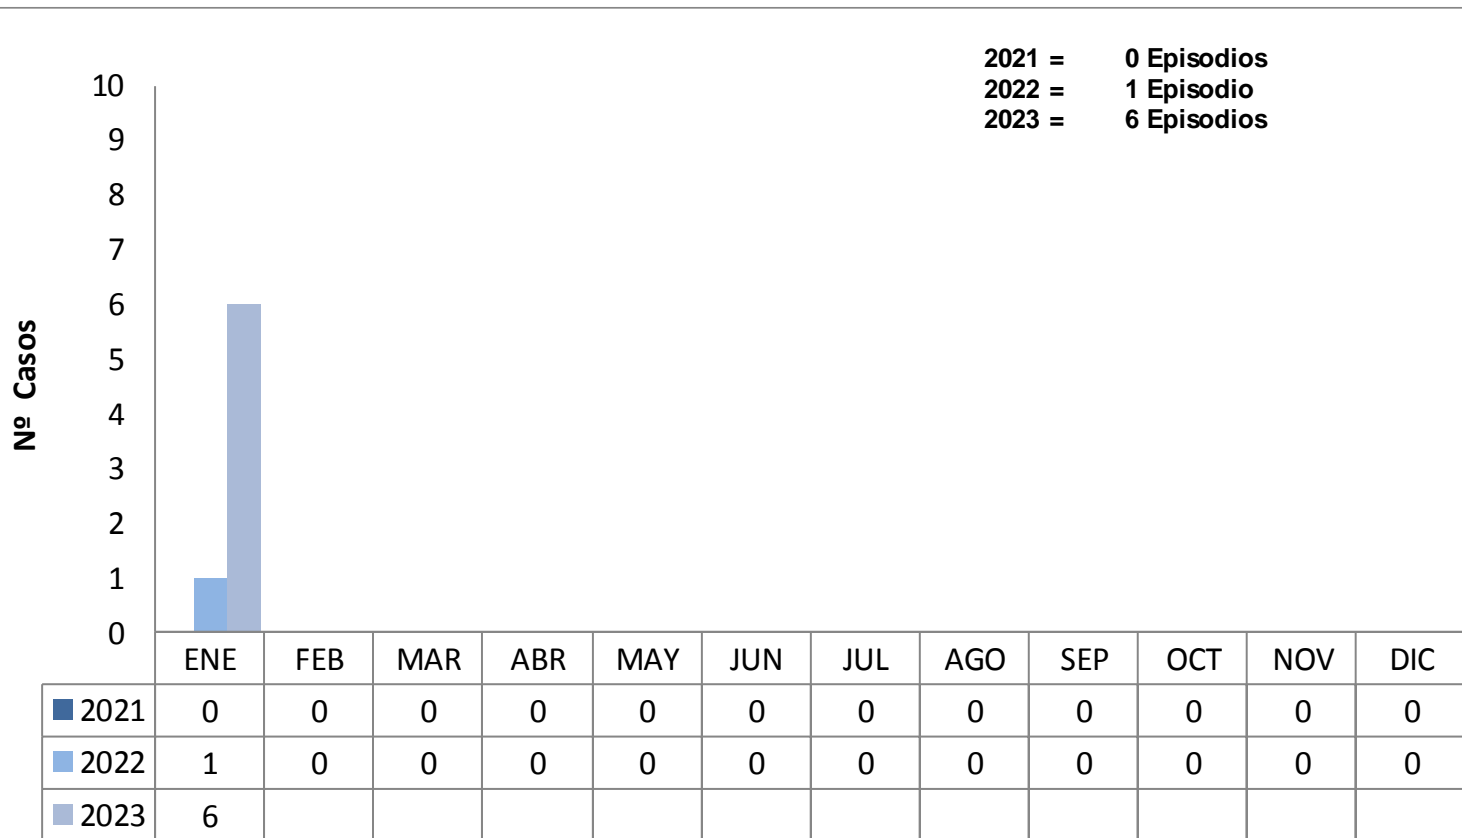 2021 = 0 Episodios
2022 = 1 Episodio
2023 = 6 Episodios
Nº Casos
10
9
8
7
6
5
4
3
2
1
0
ENE FEB MAR ABR MAY JUN JUL AGO SEP OCT NOV DIC
2021 0 0 0 0 0 0 0 0 0 0 0 0
2022 1 0 0 0 0 0 0 0 0 0 0 0
2023 6